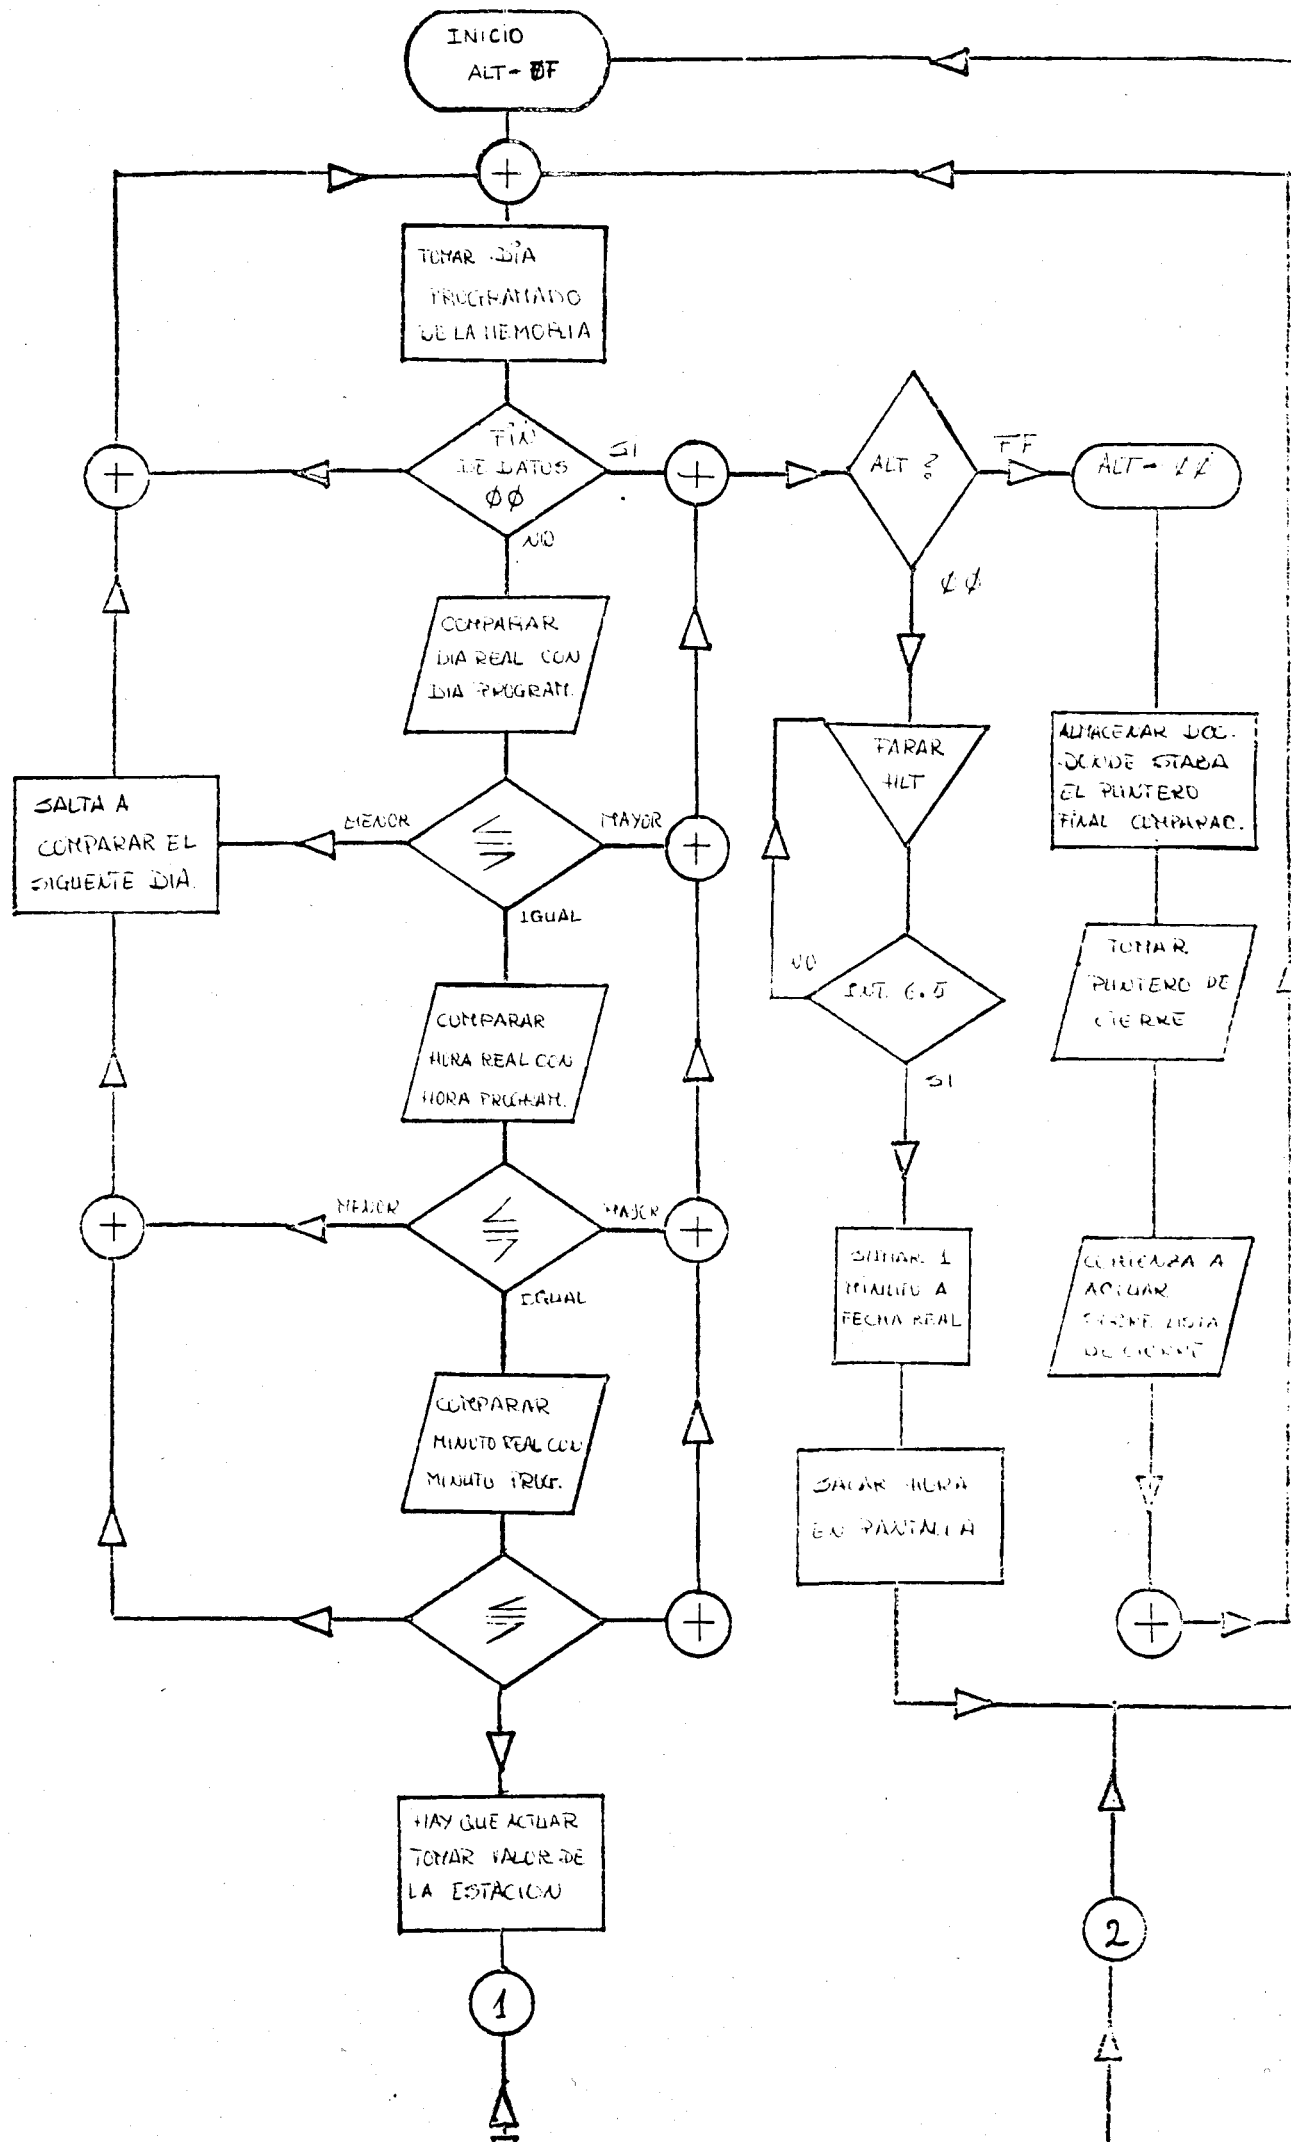 INICIO
ALT- FF
+
TOMAR DIA
PROGRAMADO
DE LA MEMORIA
FIN
DE DATOS
ØØ
SI
NO
+
+
ALT ?
FF
ALT- ØØ
ØØ
COMPARAR
DIA REAL CON
DIA PROGRAM.
PARAR
HLT
ALMACENAR DOC.
DONDE STABA
EL PUNTERO
FINAL COMPARAC.
SALTA A
COMPARAR EL
SIGUENTE DIA.
MENOR
≤
MAYOR
+
IGUAL
NO
INT. 6.5
SI
TOMAR
PUNTERO DE
CIERRE
COMPARAR
HORA REAL CON
HORA PROGRAM.
+
MENOR
≤
MAYOR
+
IGUAL
SUMAR 1
MINUTO A
FECHA REAL
COMIENZA A
ACTUAR
SOBRE LISTA
DE CIERRE
COMPARAR
MINUTO REAL CON
MINUTO PROG.
SACAR HORA
EN PANTALLA
≤
+
+
HAY QUE ACTUAR
TOMAR VALOR DE
LA ESTACION
2
1